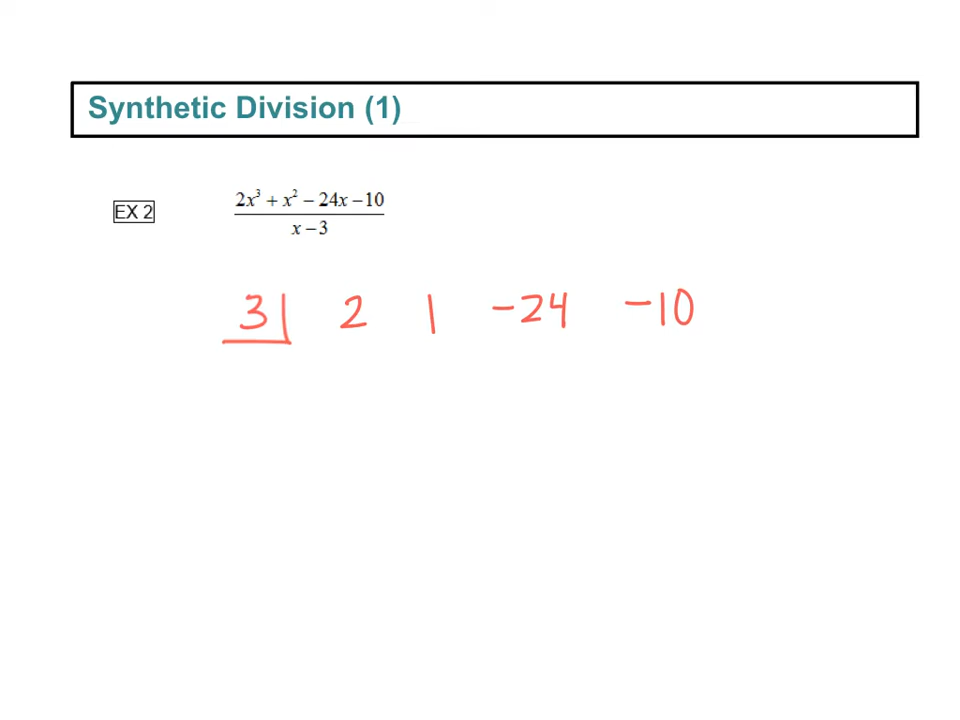 Synthetic Division (1)
EX 2
2x³ + x² − 24x − 10
x − 3
3| 2 1 -24 -10